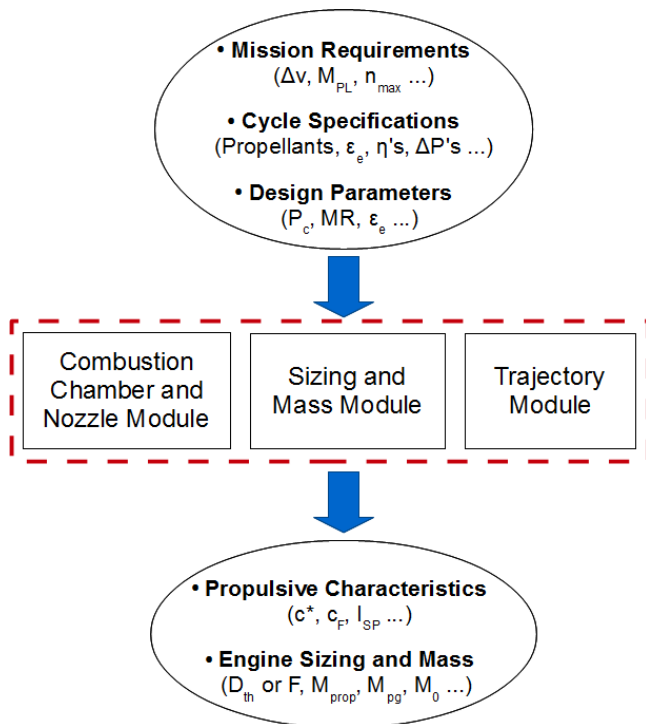 • Mission Requirements
(Δv, M_PL, n_max ...)
• Cycle Specifications
(Propellants, ε_e, η's, ΔP's ...)
• Design Parameters
(P_c, MR, ε_e ...)
Combustion
Chamber and
Nozzle Module
Sizing and
Mass Module
Trajectory
Module
• Propulsive Characteristics
(c*, c_F, I_SP ...)
• Engine Sizing and Mass
(D_th or F, M_prop, M_pg, M_0 ...)